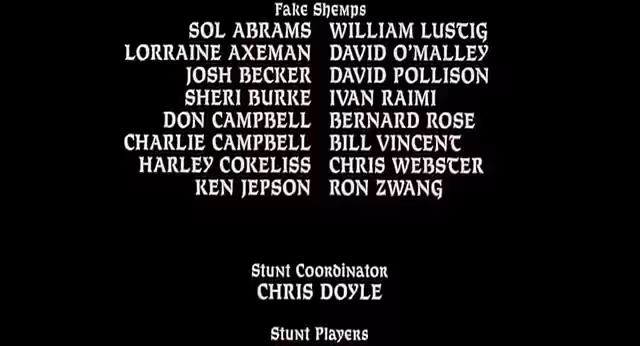 Fake Shemps
SOL ABRAMS WILLIAM LUSTIG
LORRAINE AXEMAN DAVID O'MALLEY
JOSH BECKER DAVID POLLISON
SHERI BURKE IVAN RAIMI
DON CAMPBELL BERNARD ROSE
CHARLIE CAMPBELL BILL VINCENT
HARLEY COKELISS CHRIS WEBSTER
KEN JEPSON RON ZWANG
Stunt Coordinator
CHRIS DOYLE
Stunt Players